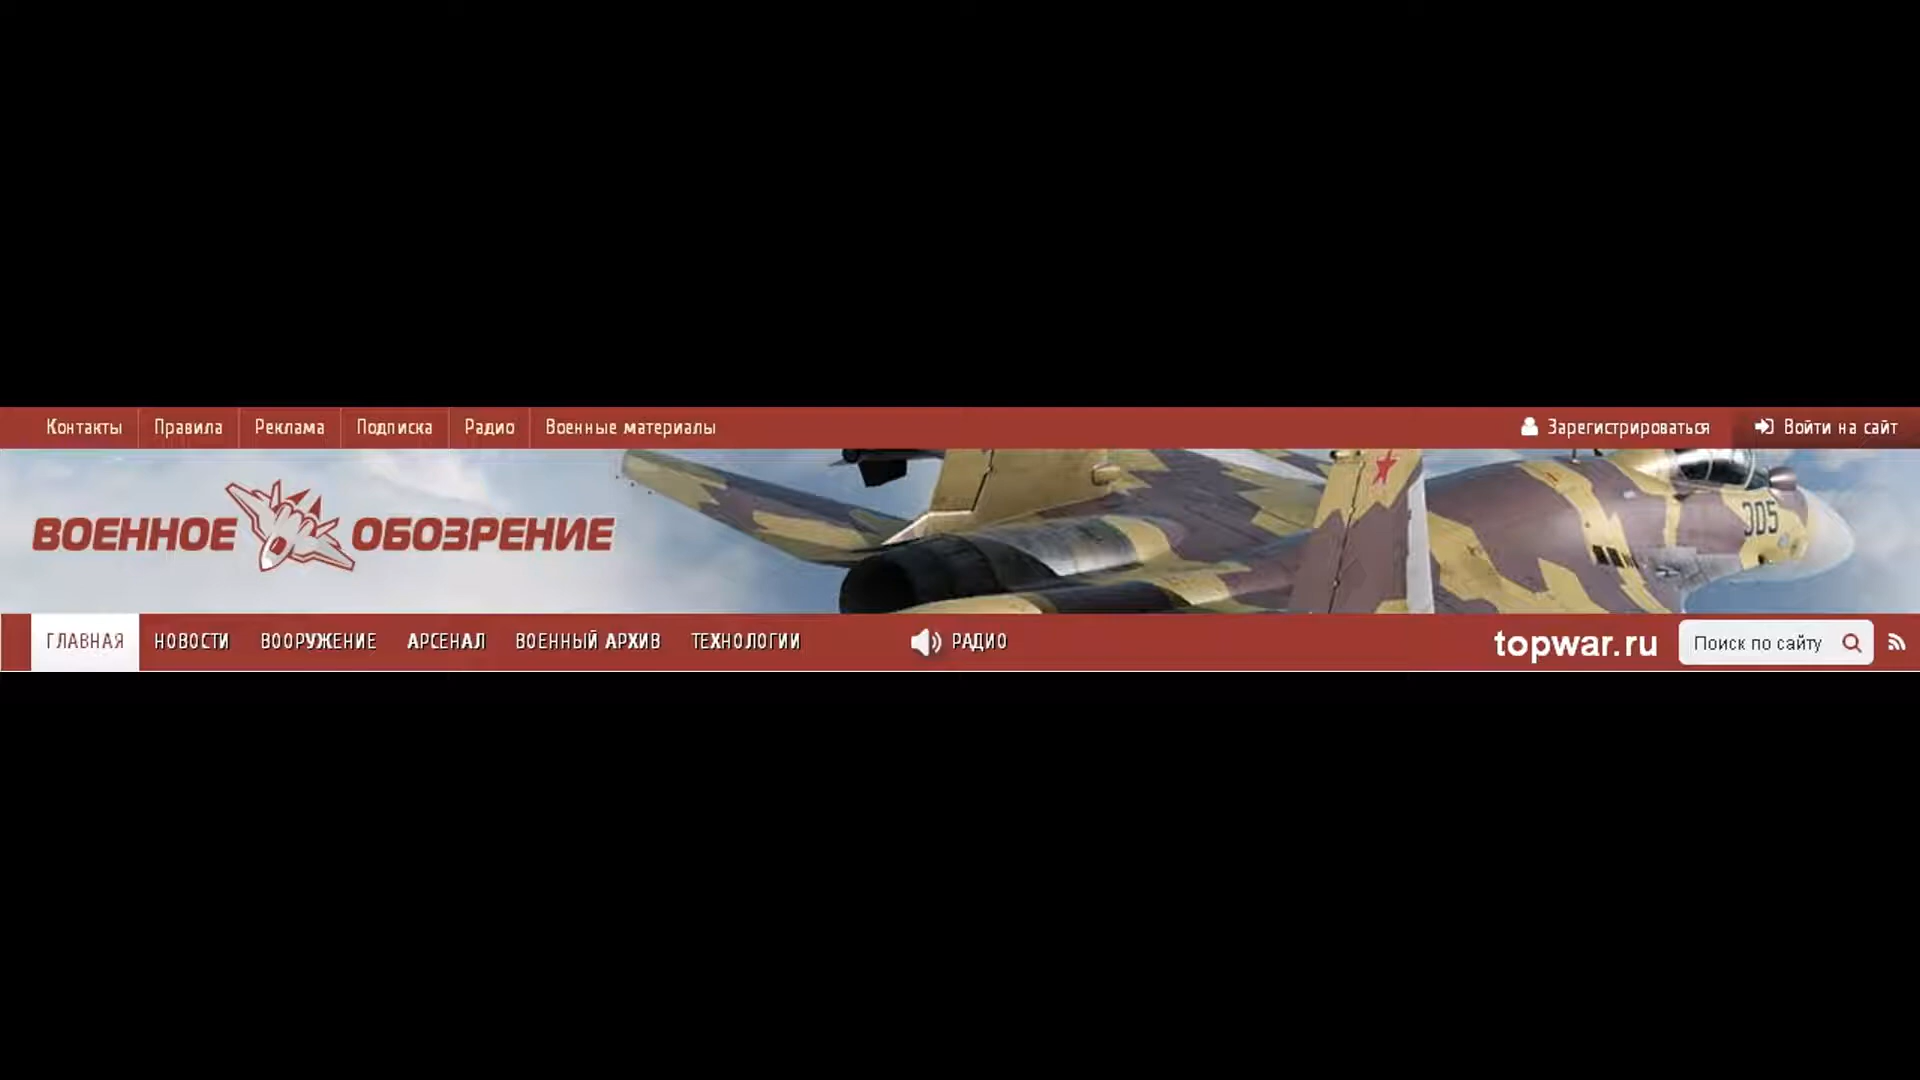 Контакты Правила Реклама Подписка Радио Военные материалы Зарегистрироваться Войти на сайт
ВОЕННОЕ ОБОЗРЕНИЕ
305
ГЛАВНАЯ НОВОСТИ ВООРУЖЕНИЕ АРСЕНАЛ ВОЕННЫЙ АРХИВ ТЕХНОЛОГИИ РАДИО topwar.ru Поиск по сайту